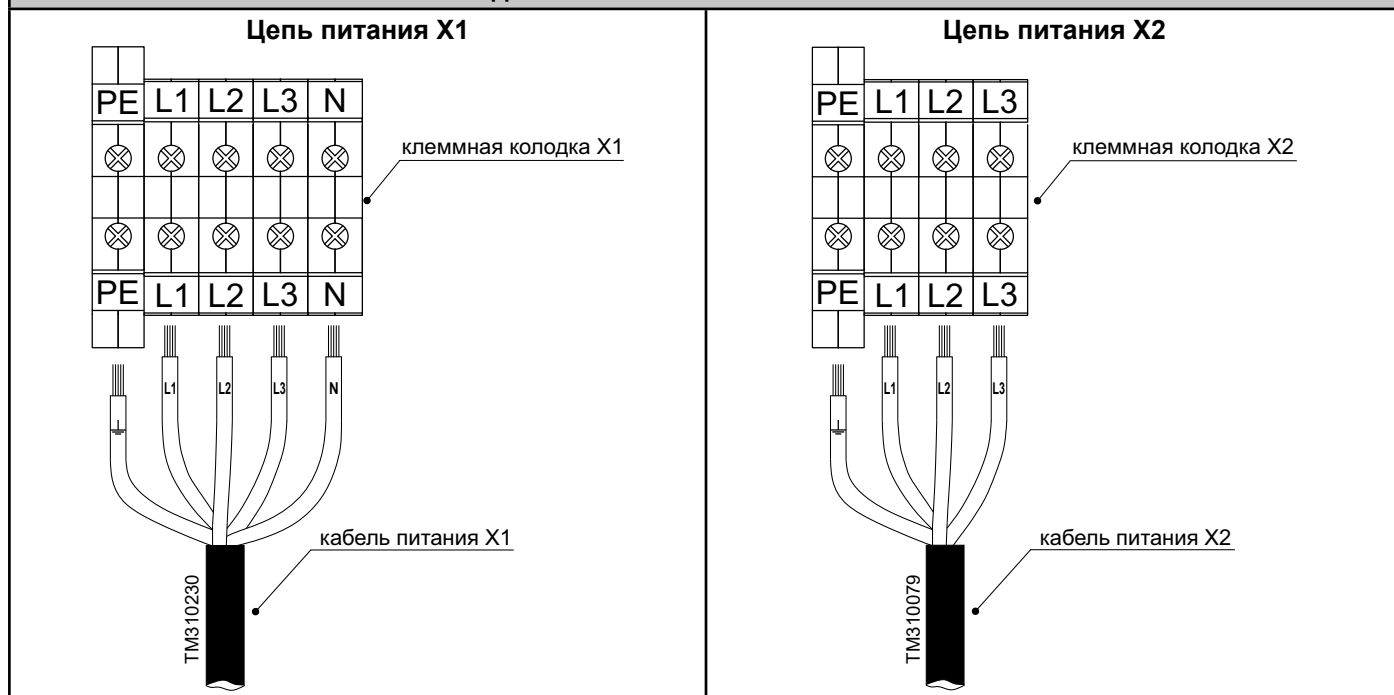 Цепь питания X1
PE L1 L2 L3 N
клеммная колодка X1
PE L1 L2 L3 N
L1 L2 L3 N
кабель питания X1
TM310230
Цепь питания X2
PE L1 L2 L3
клеммная колодка X2
PE L1 L2 L3
L1 L2 L3
кабель питания X2
TM310079